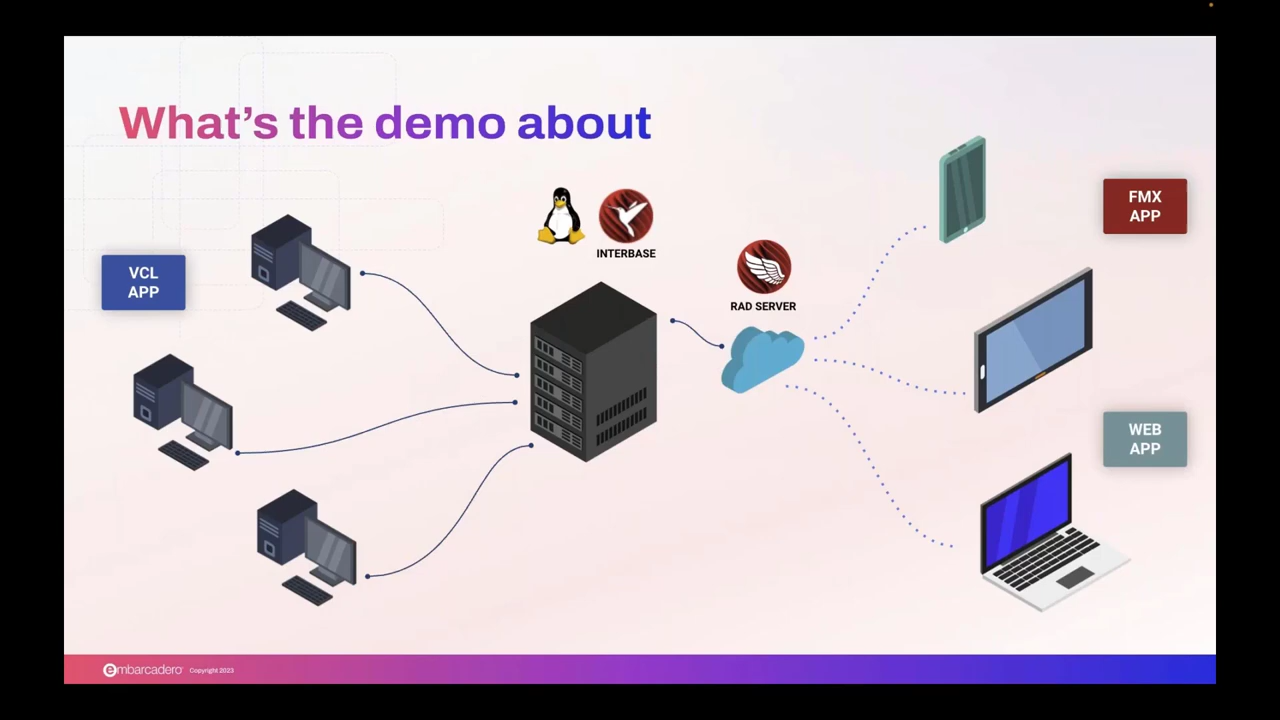 What's the demo about
INTERBASE
RAD SERVER
VCL
APP
FMX
APP
WEB
APP
embarcadero
Copyright 2023